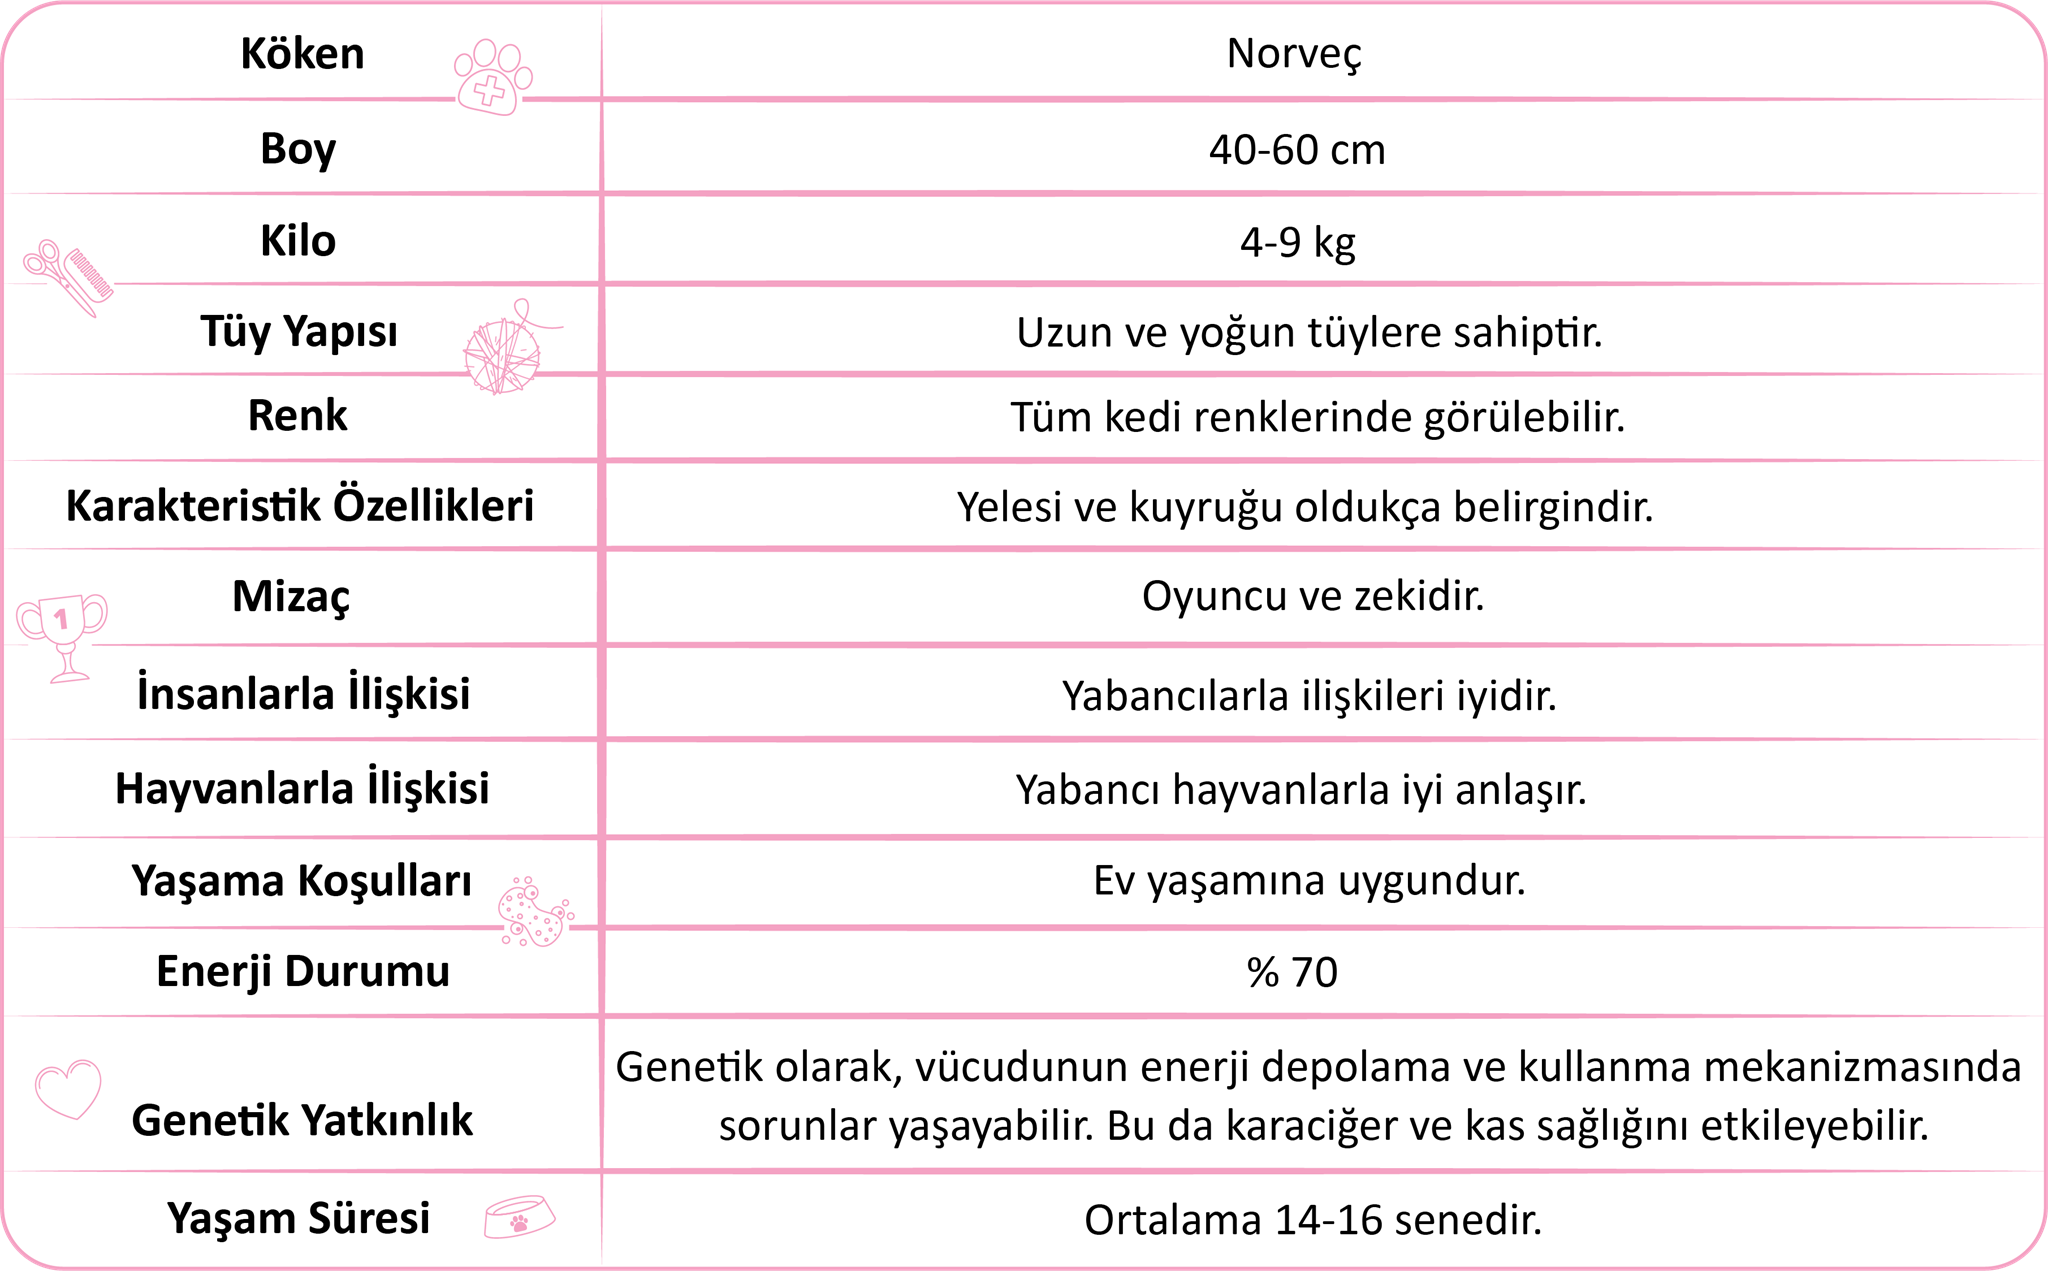 Köken Norveç
Boy 40-60 cm
Kilo 4-9 kg
Tüy Yapısı Uzun ve yoğun tüylere sahiptir.
Renk Tüm kedi renklerinde görülebilir.
Karakteristik Özellikleri Yelesi ve kuyruğu oldukça belirgindir.
1
Mizaç Oyuncu ve zekidir.
İnsanlarla İlişkisi Yabancılarla ilişkileri iyidir.
Hayvanlarla İlişkisi Yabancı hayvanlarla iyi anlaşır.
Yaşama Koşulları Ev yaşamına uygundur.
Enerji Durumu % 70
Genetik Yatkınlık Genetik olarak, vücudunun enerji depolama ve kullanma mekanizmasında
sorunlar yaşayabilir. Bu da karaciğer ve kas sağlığını etkileyebilir.
Yaşam Süresi Ortalama 14-16 senedir.